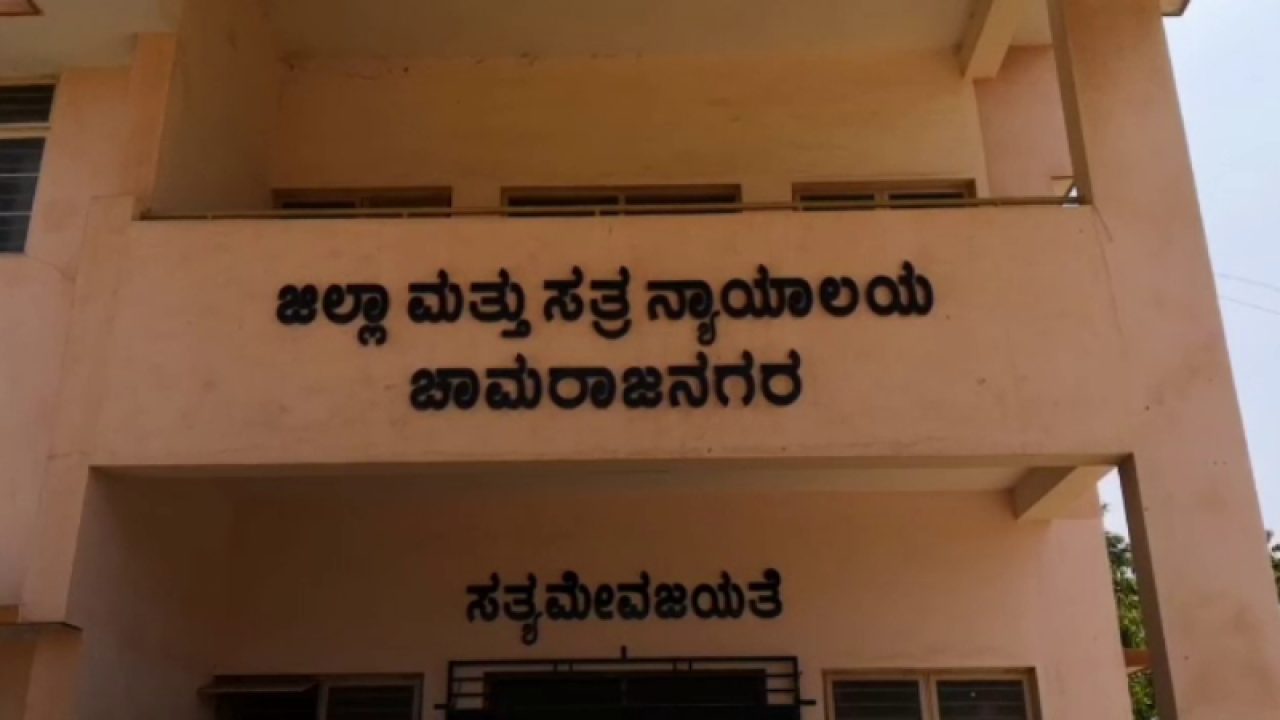 ಜಿಲ್ಲಾ ಮತ್ತು ಸತ್ರ ನ್ಯಾಯಾಲಯ
ಚಾಮರಾಜನಗರ
ಸತ್ಯಮೇವಜಯತೆ